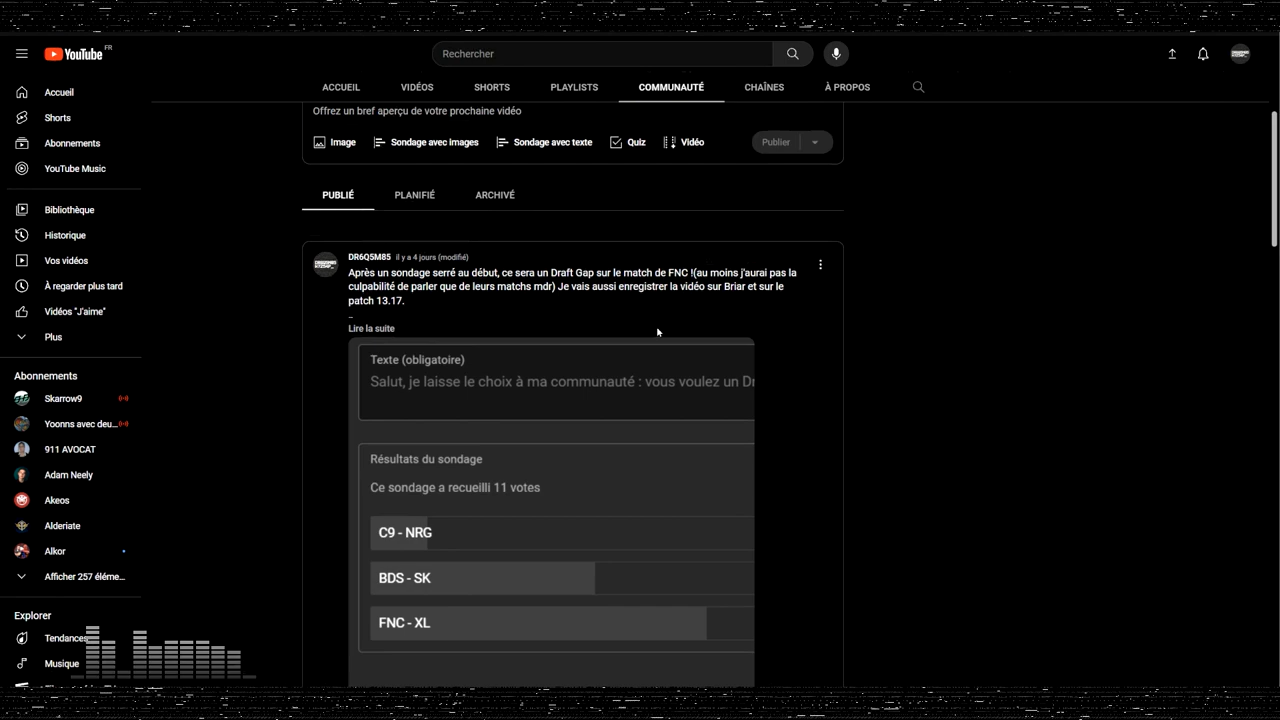 YouTube FR
Rechercher
ACCUEIL VIDÉOS SHORTS PLAYLISTS COMMUNAUTÉ CHAÎNES À PROPOS
Accueil
Shorts
Abonnements
YouTube Music
Bibliothèque
Historique
Vos vidéos
À regarder plus tard
Vidéos "J'aime"
Plus
Abonnements
Skarrow9
Yoonns avec deu...
911 AVOCAT
Adam Neely
Akeos
Alderiate
Alkor
Afficher 257 éléme...
Explorer
Tendances
Musique
Offrez un bref aperçu de votre prochaine vidéo
Image Sondage avec images Sondage avec texte Quiz Vidéo Publier
PUBLIÉ PLANIFIÉ ARCHIVÉ
DR6Q5M85 il y a 4 jours (modifié)
Après un sondage serré au début, ce sera un Draft Gap sur le match de FNC !(au moins j'aurai pas la
culpabilité de parler que de leurs matchs mdr) Je vais aussi enregistrer la vidéo sur Briar et sur le
patch 13.17.
_
Lire la suite
Texte (obligatoire)
Salut, je laisse le choix à ma communauté : vous voulez un Dr
Résultats du sondage
Ce sondage a recueilli 11 votes
C9 - NRG
BDS - SK
FNC - XL